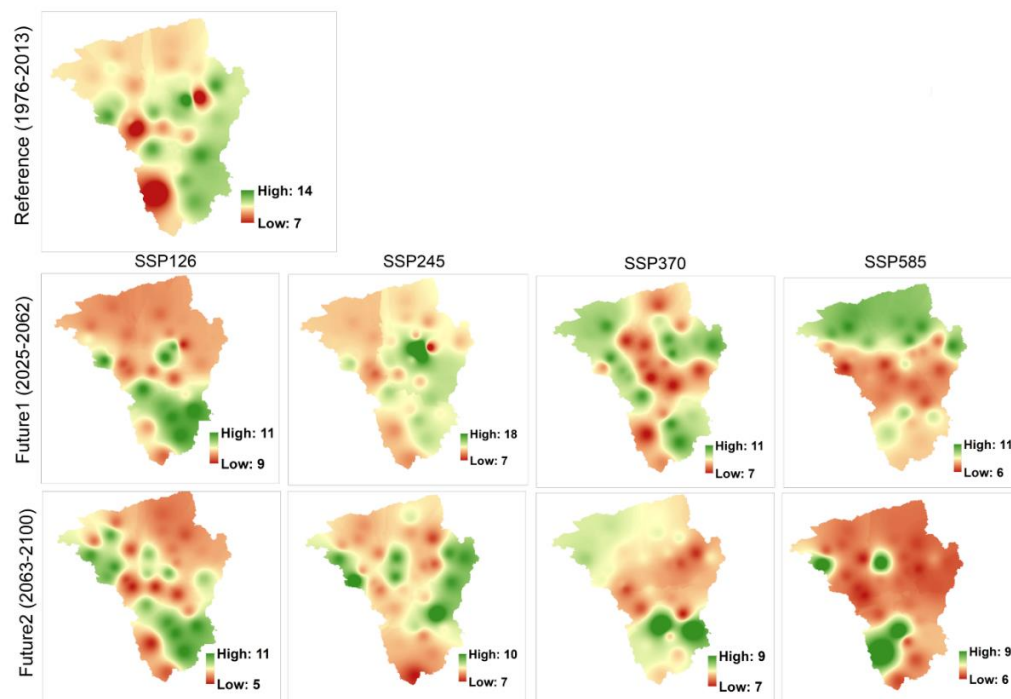 Reference (1976-2013)
High: 14
Low: 7
SSP126
SSP245
SSP370
SSP585
Future1 (2025-2062)
High: 11
Low: 9
High: 18
Low: 7
High: 11
Low: 7
High: 11
Low: 6
Future2 (2063-2100)
High: 11
Low: 5
High: 10
Low: 7
High: 9
Low: 7
High: 9
Low: 6